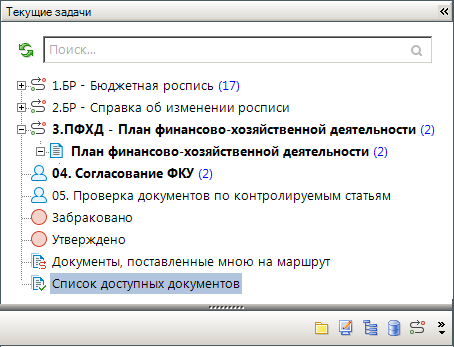 Текущие задачи
Поиск...
1.БР - Бюджетная роспись (17)
2.БР - Справка об изменении росписи
3.ПФХД - План финансово-хозяйственной деятельности (2)
План финансово-хозяйственной деятельности (2)
04. Согласование ФКУ (2)
05. Проверка документов по контролируемым статьям
Забраковано
Утверждено
Документы, поставленные мною на маршрут
Список доступных документов